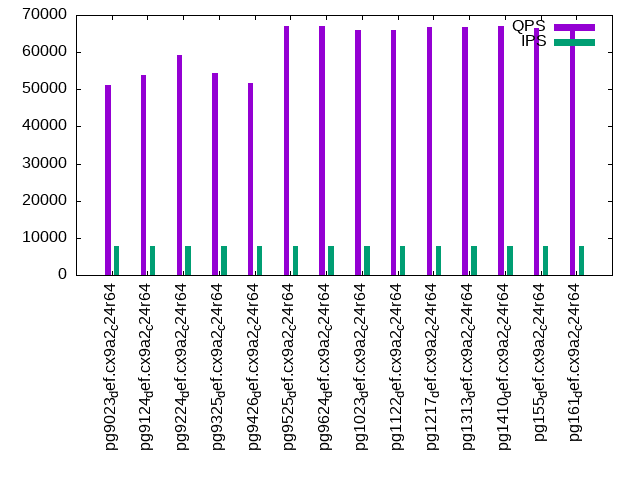 70000
60000
50000
40000
30000
20000
10000
0
QPS
IPS
pg9023def.cx9a2c24r64
pg9124def.cx9a2c24r64
pg9224def.cx9a2c24r64
pg9325def.cx9a2c24r64
pg9426def.cx9a2c24r64
pg9525def.cx9a2c24r64
pg9624def.cx9a2c24r64
pg1023def.cx9a2c24r64
pg1122def.cx9a2c24r64
pg1217def.cx9a2c24r64
pg1313def.cx9a2c24r64
pg1410def.cx9a2c24r64
pg155def.cx9a2c24r64
pg161def.cx9a2c24r64